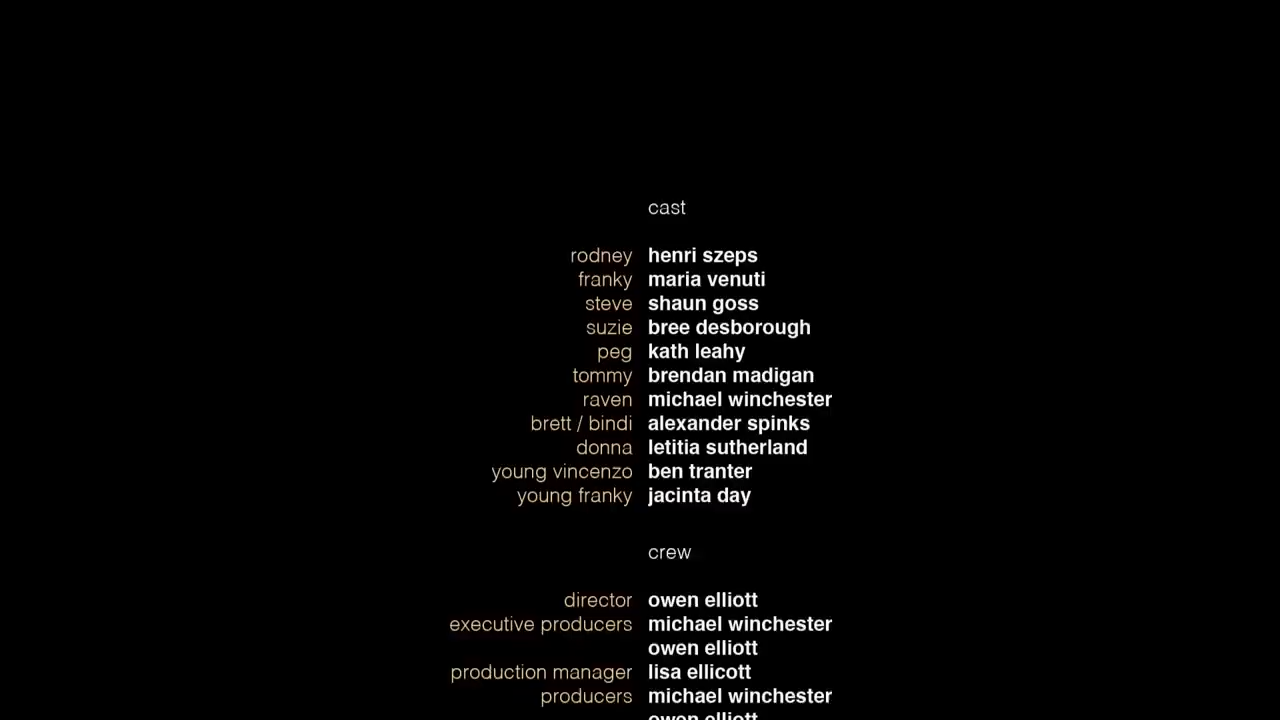 cast
rodney henri szeps
franky maria venuti
steve shaun goss
suzie bree desborough
peg kath leahy
tommy brendan madigan
raven michael winchester
brett / bindi alexander spinks
donna letitia sutherland
young vincenzo ben tranter
young franky jacinta day
crew
director owen elliott
executive producers michael winchester
owen elliott
production manager lisa ellicott
producers michael winchester
owen elliott